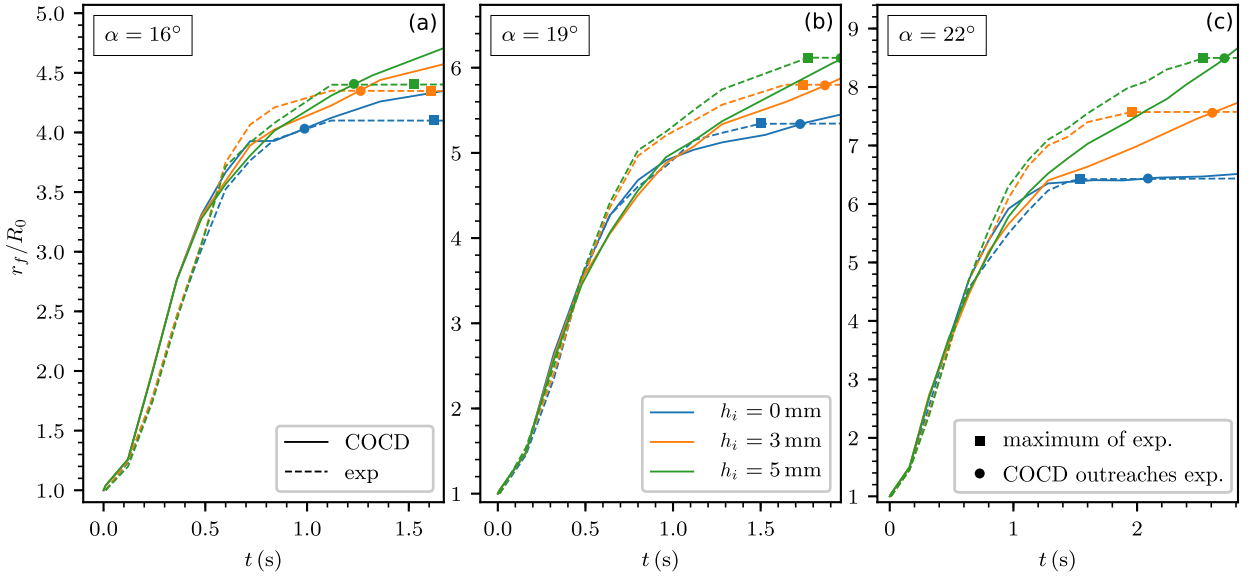 (a)
α = 16°
5.0
4.5
4.0
3.5
3.0
2.5
2.0
1.5
1.0
r_f/R_0
COCD
exp
0.0
0.5
1.0
1.5
t (s)
(b)
α = 19°
6
5
4
3
2
1
h_i = 0 mm
h_i = 3 mm
h_i = 5 mm
0.0
0.5
1.0
1.5
t (s)
(c)
α = 22°
9
8
7
6
5
4
3
2
1
maximum of exp.
COCD outreaches exp.
0
1
2
t (s)